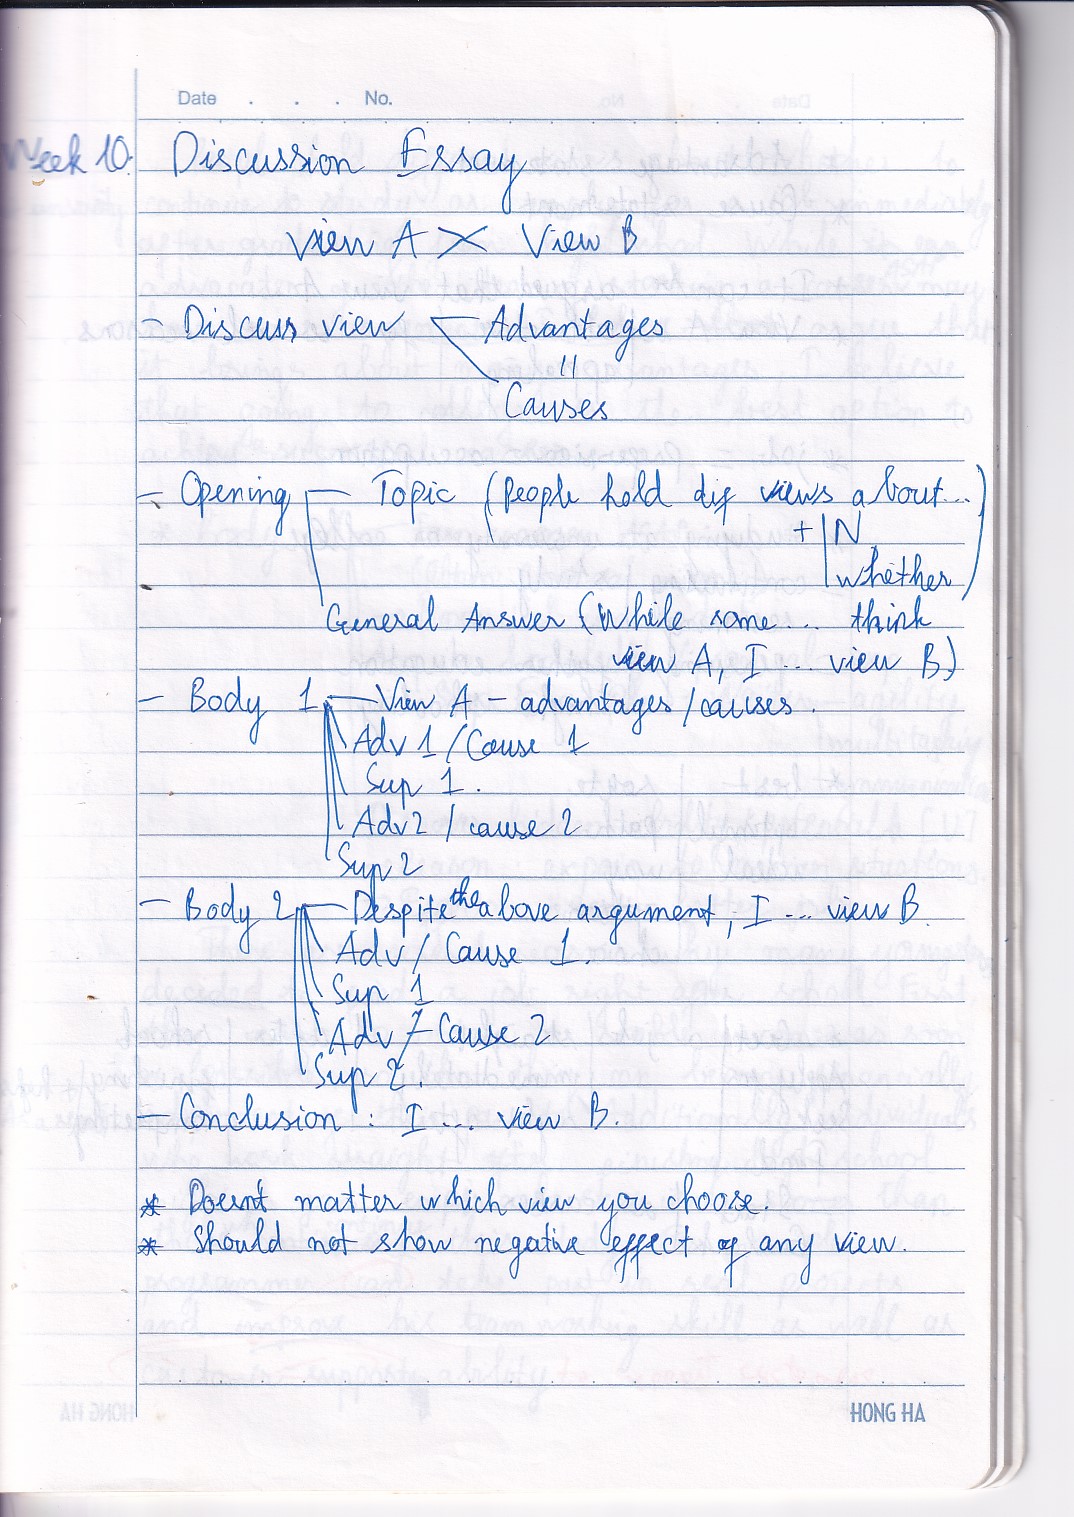 Date . . . No.
Week 10: Discussion Essay
View A X View B
- Discuss view Advantages
=
Causes
- Opening Topic (People hold dif views about...
+ N
whether)
General Answer (While some ... think
view A, I ... view B)
- Body 1 - View A - advantages / causes.
Adv 1 / Cause 1
Sup 1.
Adv 2 / cause 2
Sup 2
- Body 2 - Despite the above argument, I ... view B
Adv / Cause 1.
Sup 1
Adv / Cause 2
Sup 2.
- Conclusion : I ... view B.
* Doesn't matter which view you choose.
* Should not show negative effect of any view.
HONG HA